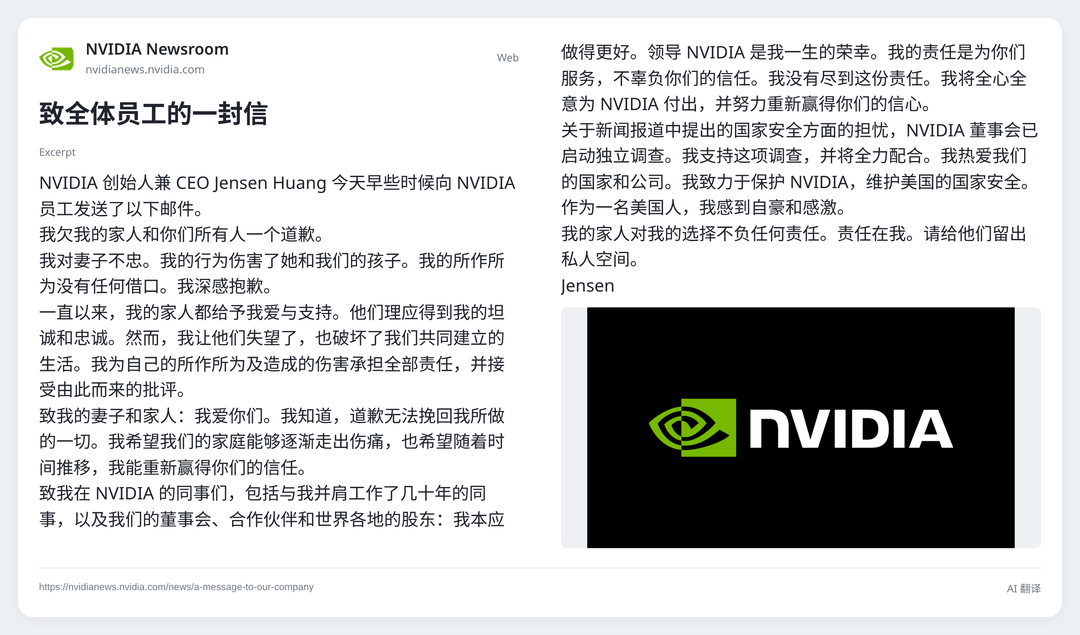 NVIDIA Newsroom
nvidianews.nvidia.com
Web
致全体员工的一封信
Excerpt
NVIDIA 创始人兼 CEO Jensen Huang 今天早些时候向 NVIDIA
员工发送了以下邮件。
我欠我的家人和你们所有人一个道歉。
我对妻子不忠。我的行为伤害了她和我们的孩子。我的所作所
为没有任何借口。我深感抱歉。
一直以来，我的家人都给予我爱与支持。他们理应得到我的坦
诚和忠诚。然而，我让他们失望了，也破坏了我们共同建立的
生活。我为自己的所作所为及造成的伤害承担全部责任，并接
受由此而来的批评。
致我的妻子和家人：我爱你们。我知道，道歉无法挽回我所做
的一切。我希望我们的家庭能够逐渐走出伤痛，也希望随着时
间推移，我能重新赢得你们的信任。
致我在 NVIDIA 的同事们，包括与我并肩工作了几十年的同
事，以及我们的董事会、合作伙伴和世界各地的股东：我本应
做得更好。领导 NVIDIA 是我一生的荣幸。我的责任是为你们
服务，不辜负你们的信任。我没有尽到这份责任。我将全心全
意为 NVIDIA 付出，并努力重新赢得你们的信心。
关于新闻报道中提出的国家安全方面的担忧，NVIDIA 董事会已
启动独立调查。我支持这项调查，并将全力配合。我热爱我们
的国家和公司。我致力于保护 NVIDIA，维护美国的国家安全。
作为一名美国人，我感到自豪和感激。
我的家人对我的选择不负任何责任。责任在我。请给他们留出
私人空间。
Jensen
NVIDIA
https://nvidianews.nvidia.com/news/a-message-to-our-company
AI 翻译